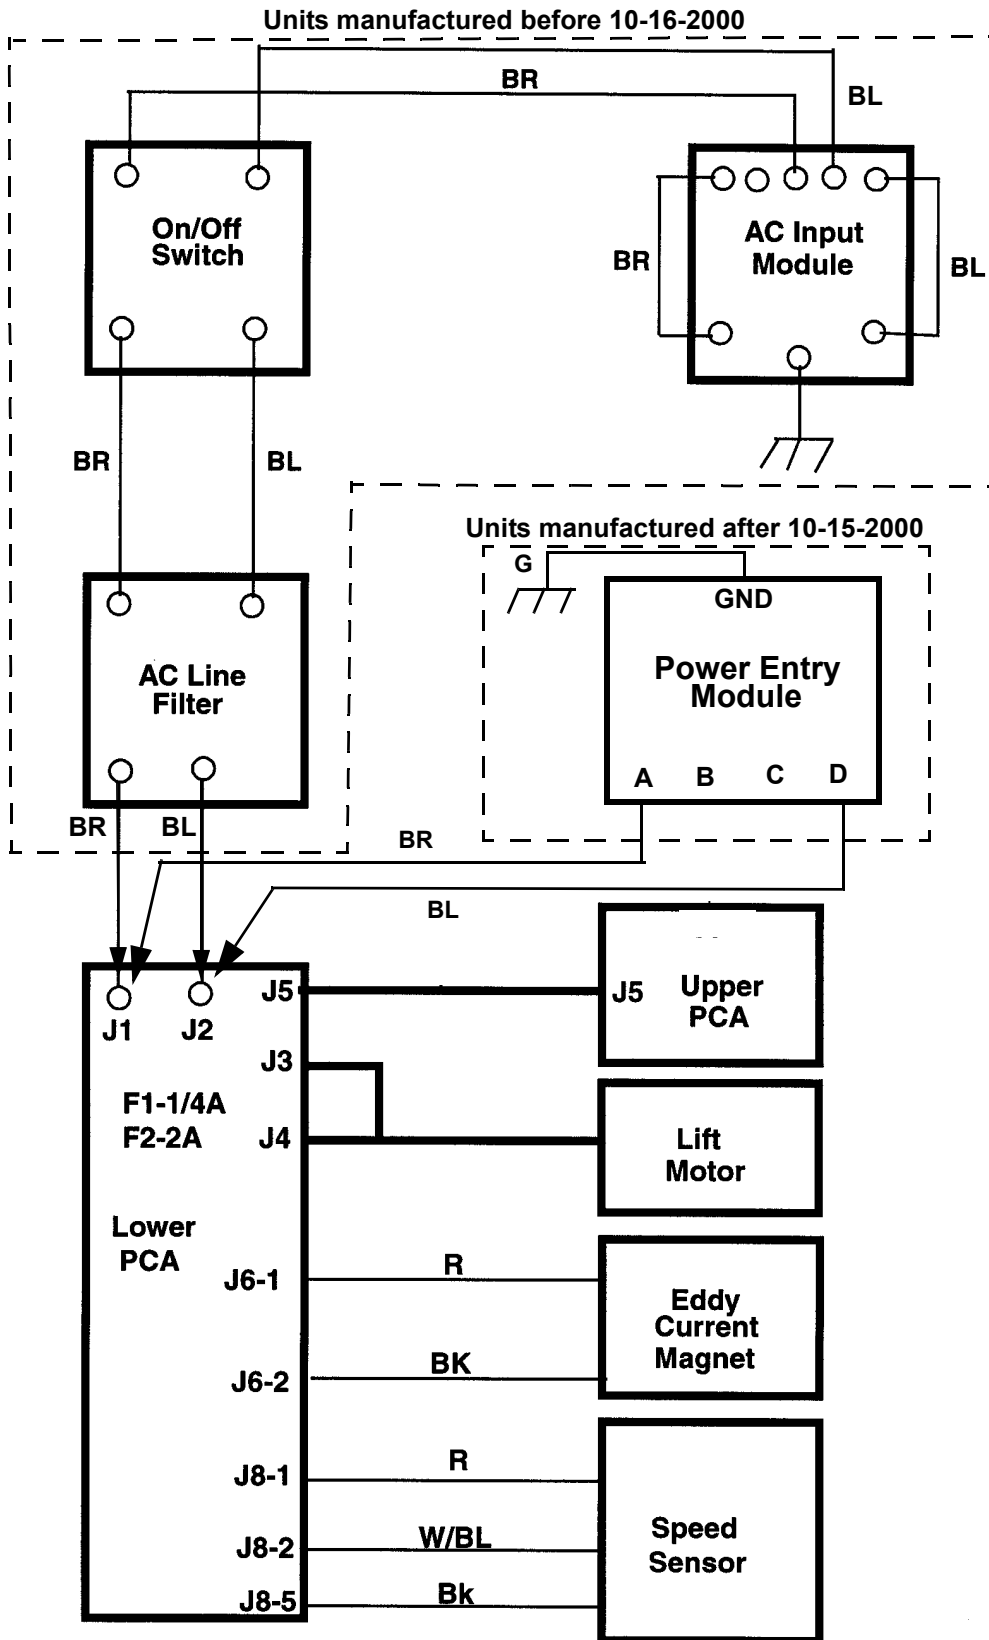 Units manufactured before 10-16-2000
BR
BL
On/Off
Switch
AC Input
Module
BR
BL
BR
BL
Units manufactured after 10-15-2000
G
GND
Power Entry
Module
A B C D
AC Line
Filter
BR BL
BR
BL
J1 J2
J5
J5
Upper
PCA
J3
F1-1/4A
F2-2A
J4
Lift
Motor
Lower
PCA
J6-1
R
Eddy
Current
Magnet
J6-2
BK
J8-1
R
J8-2
W/BL
Speed
Sensor
J8-5
Bk